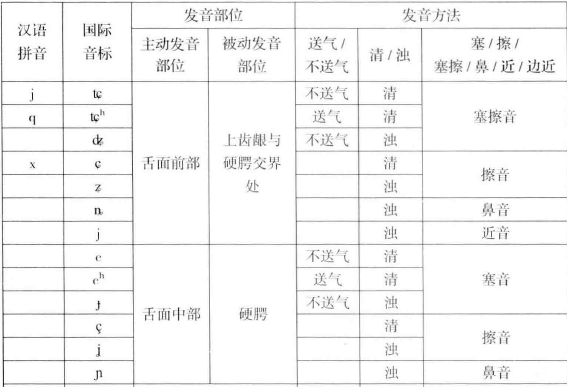 汉语拼音 国际音标 发音部位 发音方法
主动发音部位 被动发音部位 送气/不送气 清/浊 塞/擦/塞擦/鼻/近/边近
j tɕ 舌面前部 上齿龈与硬腭交界处 不送气 清 塞擦音
q tɕʰ 送气 清
dʑ 不送气 浊
x ɕ 清 擦音
ʑ 浊
ȵ 浊 鼻音
j 浊 近音
c 舌面中部 硬腭 不送气 清 塞音
cʰ 送气 清
ɟ 不送气 浊
ç 清 擦音
ʝ 浊
ɲ 浊 鼻音